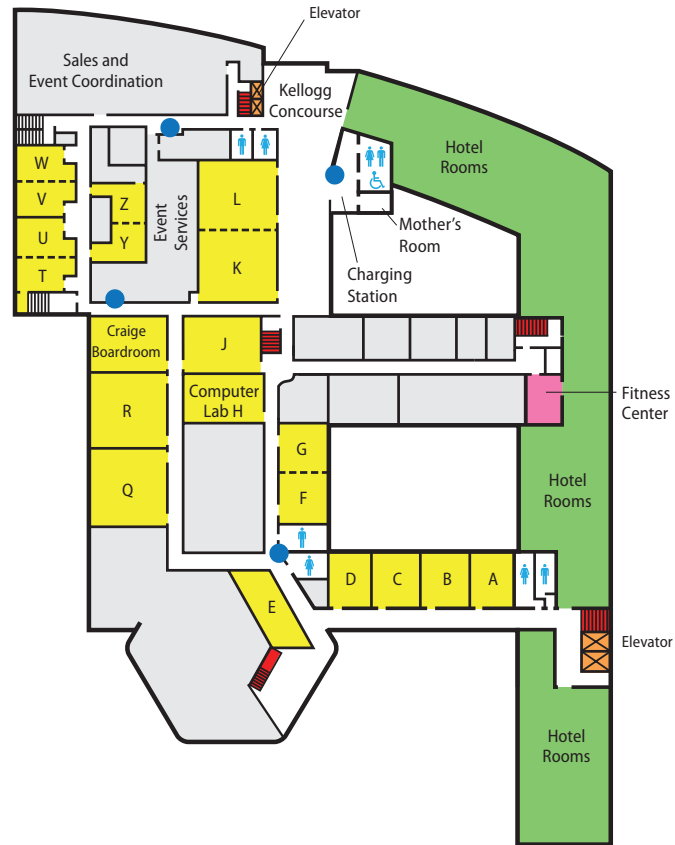 Elevator
Sales and
Event Coordination
Kellogg
Concourse
Hotel
Rooms
W
V
U
T
Z
Y
Event
Services
L
K
Mother's
Room
Charging
Station
Craige
Boardroom
J
Computer
Lab H
R
Q
G
F
Fitness
Center
Hotel
Rooms
D
C
B
A
E
Elevator
Hotel
Rooms